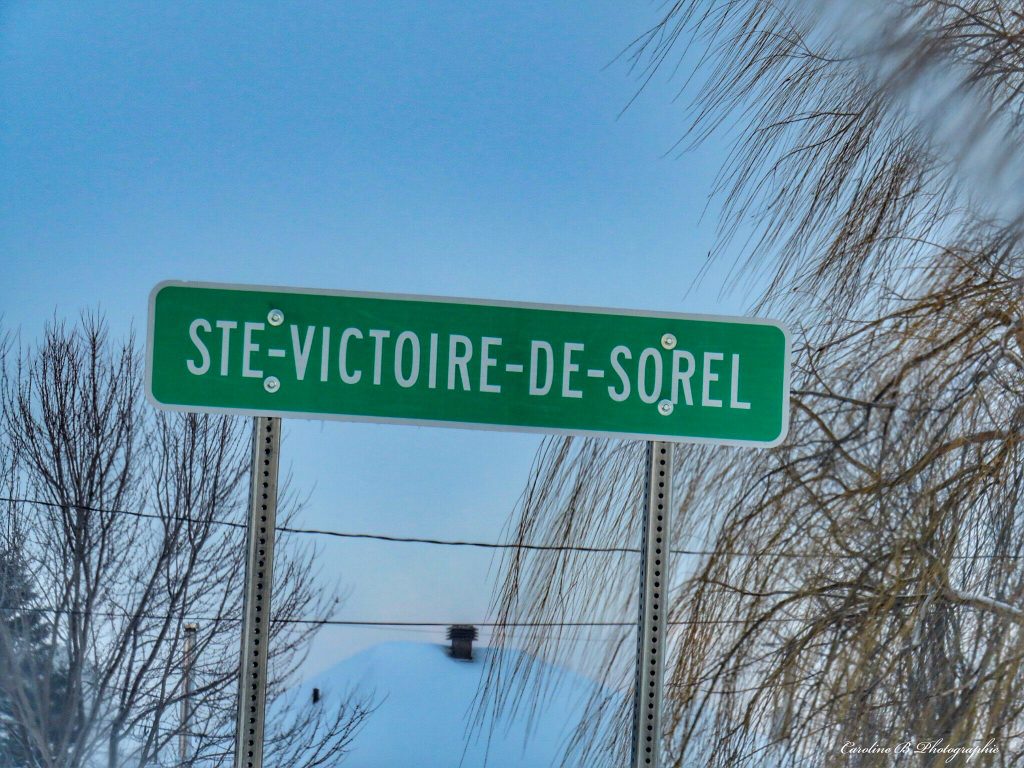 STE-VICTOIRE-DE-SOREL
Caroline B. Photographie